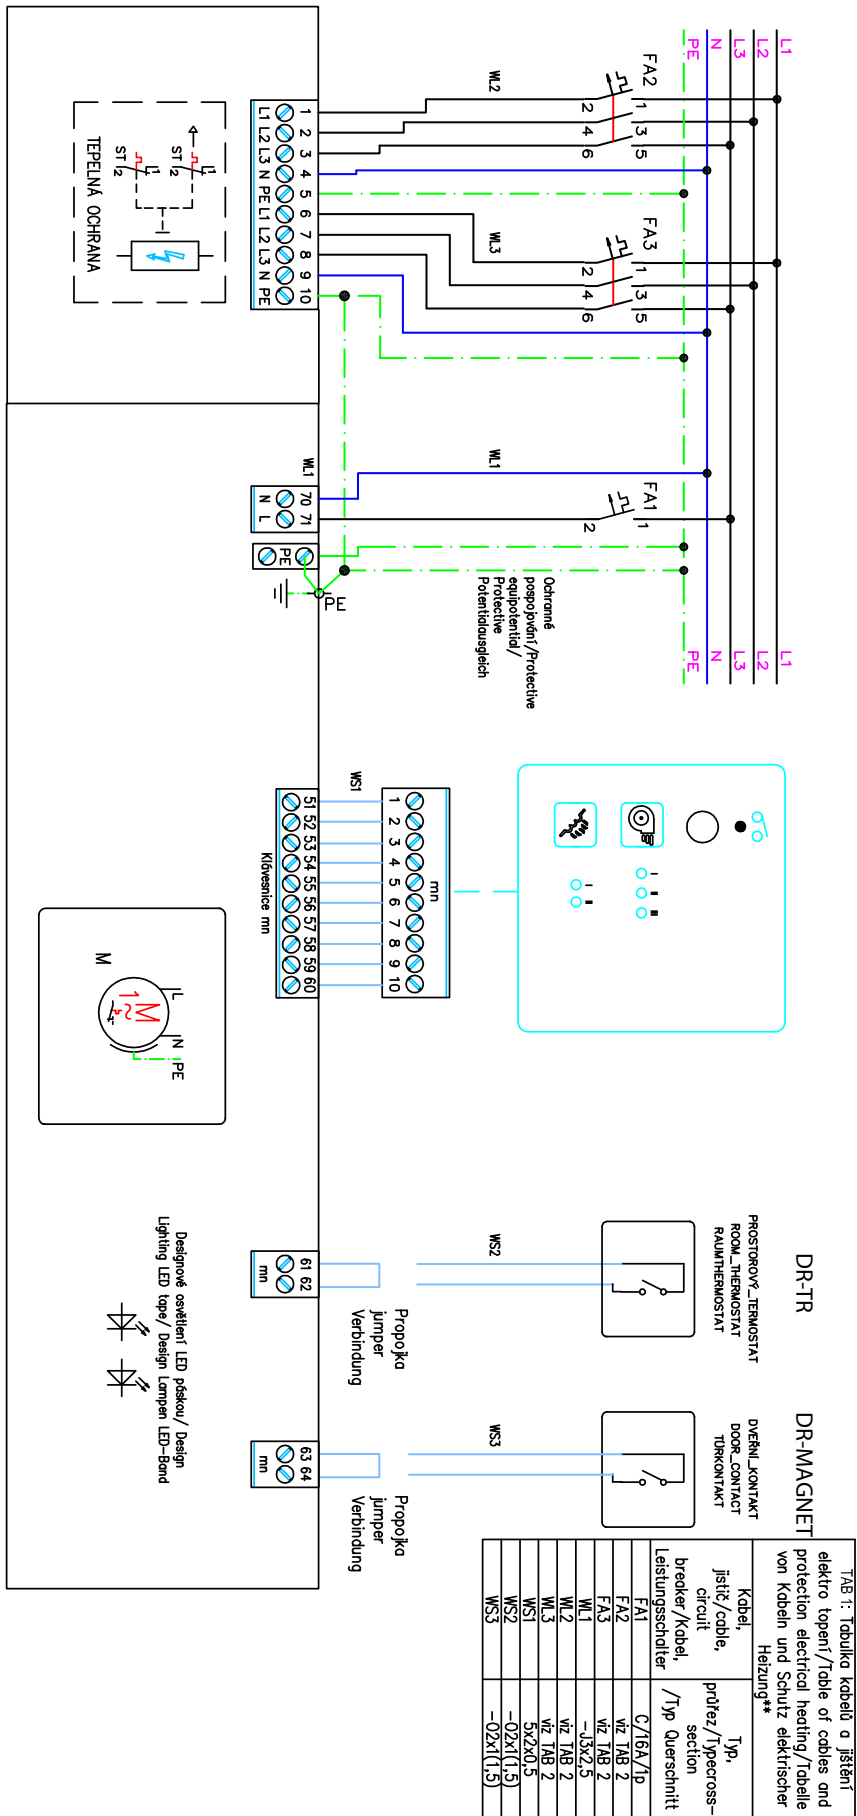 L1
L2
L3
N
PE
L1
L2
L3
N
PE
FA2
1
3
5
2
4
6
WL2
FA3
1
3
5
2
4
6
WL3
FA1
1
2
WL1
WL1
1 2 3 4 5 6 7 8 9 10
L1 L2 L3 N PE L1 L2 L3 N PE
TEPELNÁ OCHRANA
ST
1
2
ST
1
2
70 71
N L
PE
PE
Ochranné
pospojování/Protective
equipotential/
Protective
Potentialausgleich
I II III
I II
mn
1 2 3 4 5 6 7 8 9 10
WS1
51 52 53 54 55 56 57 58 59 60
Klávesnice mn
M
L
N
PE
M
1~
DR-TR
PROSTOROVÝ_TERMOSTAT
ROOM_THERMOSTAT
RAUMTHERMOSTAT
WS2
Propojka
jumper
Verbindung
61 62
mn
DR-MAGNET
DVEŘNÍ_KONTAKT
DOOR_CONTACT
TÜRKONTAKT
WS3
Propojka
jumper
Verbindung
63 64
mn
Designové osvětlení LED páskou/ Design
Lighting LED tape/ Design Lampen LED-Band
TAB 1: Tabulka kabelů a jištění
elektro topení/Table of cables and
protection electrical heating/Tabelle
von Kabeln und Schutz elektrischer
Heizung**
Kabel,
jistič/cable,
circuit
breaker/Kabel,
Leistungsschalter
Typ,
průřez/Typecross-
section
/Typ Querschnitt
FA1 C/16A/1p
FA2 viz TAB 2
FA3 viz TAB 2
WL1 -J3x2,5
WL2 viz TAB 2
WL3 viz TAB 2
WS1 5x2x0,5
WS2 -O2x1(1,5)
WS3 -O2x1(1,5)